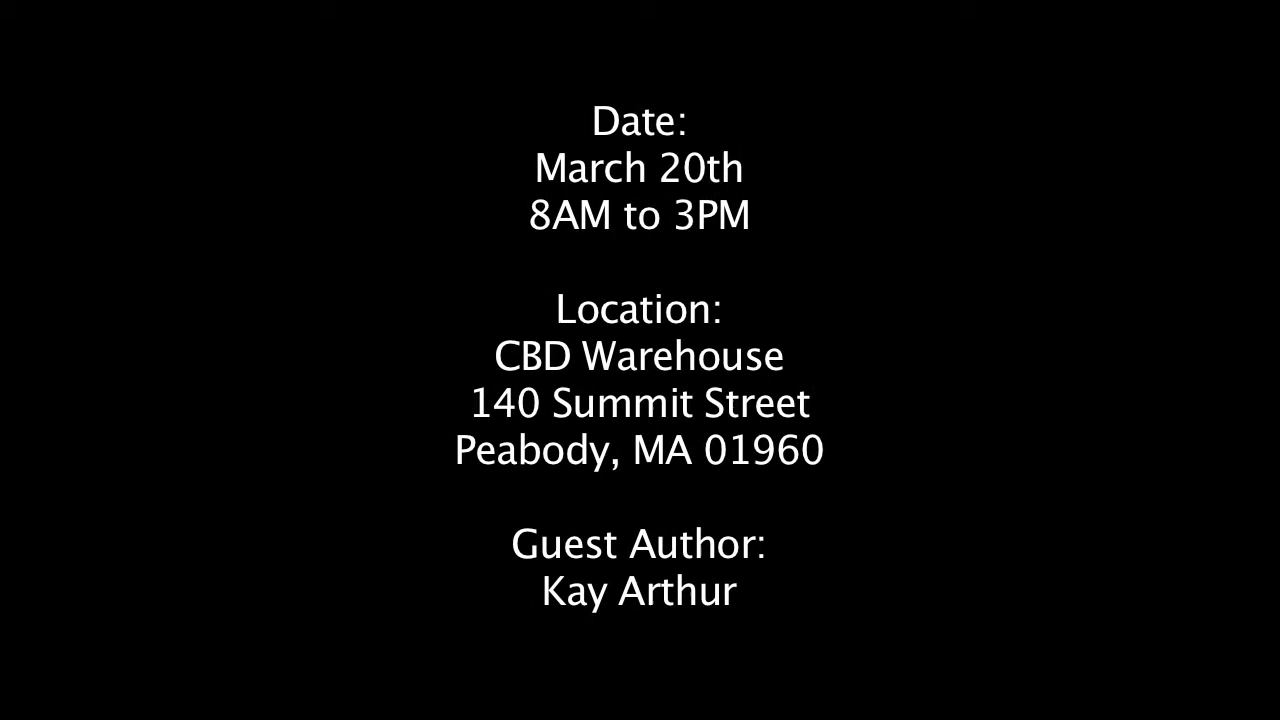 Date:
March 20th
8AM to 3PM
Location:
CBD Warehouse
140 Summit Street
Peabody, MA 01960
Guest Author:
Kay Arthur